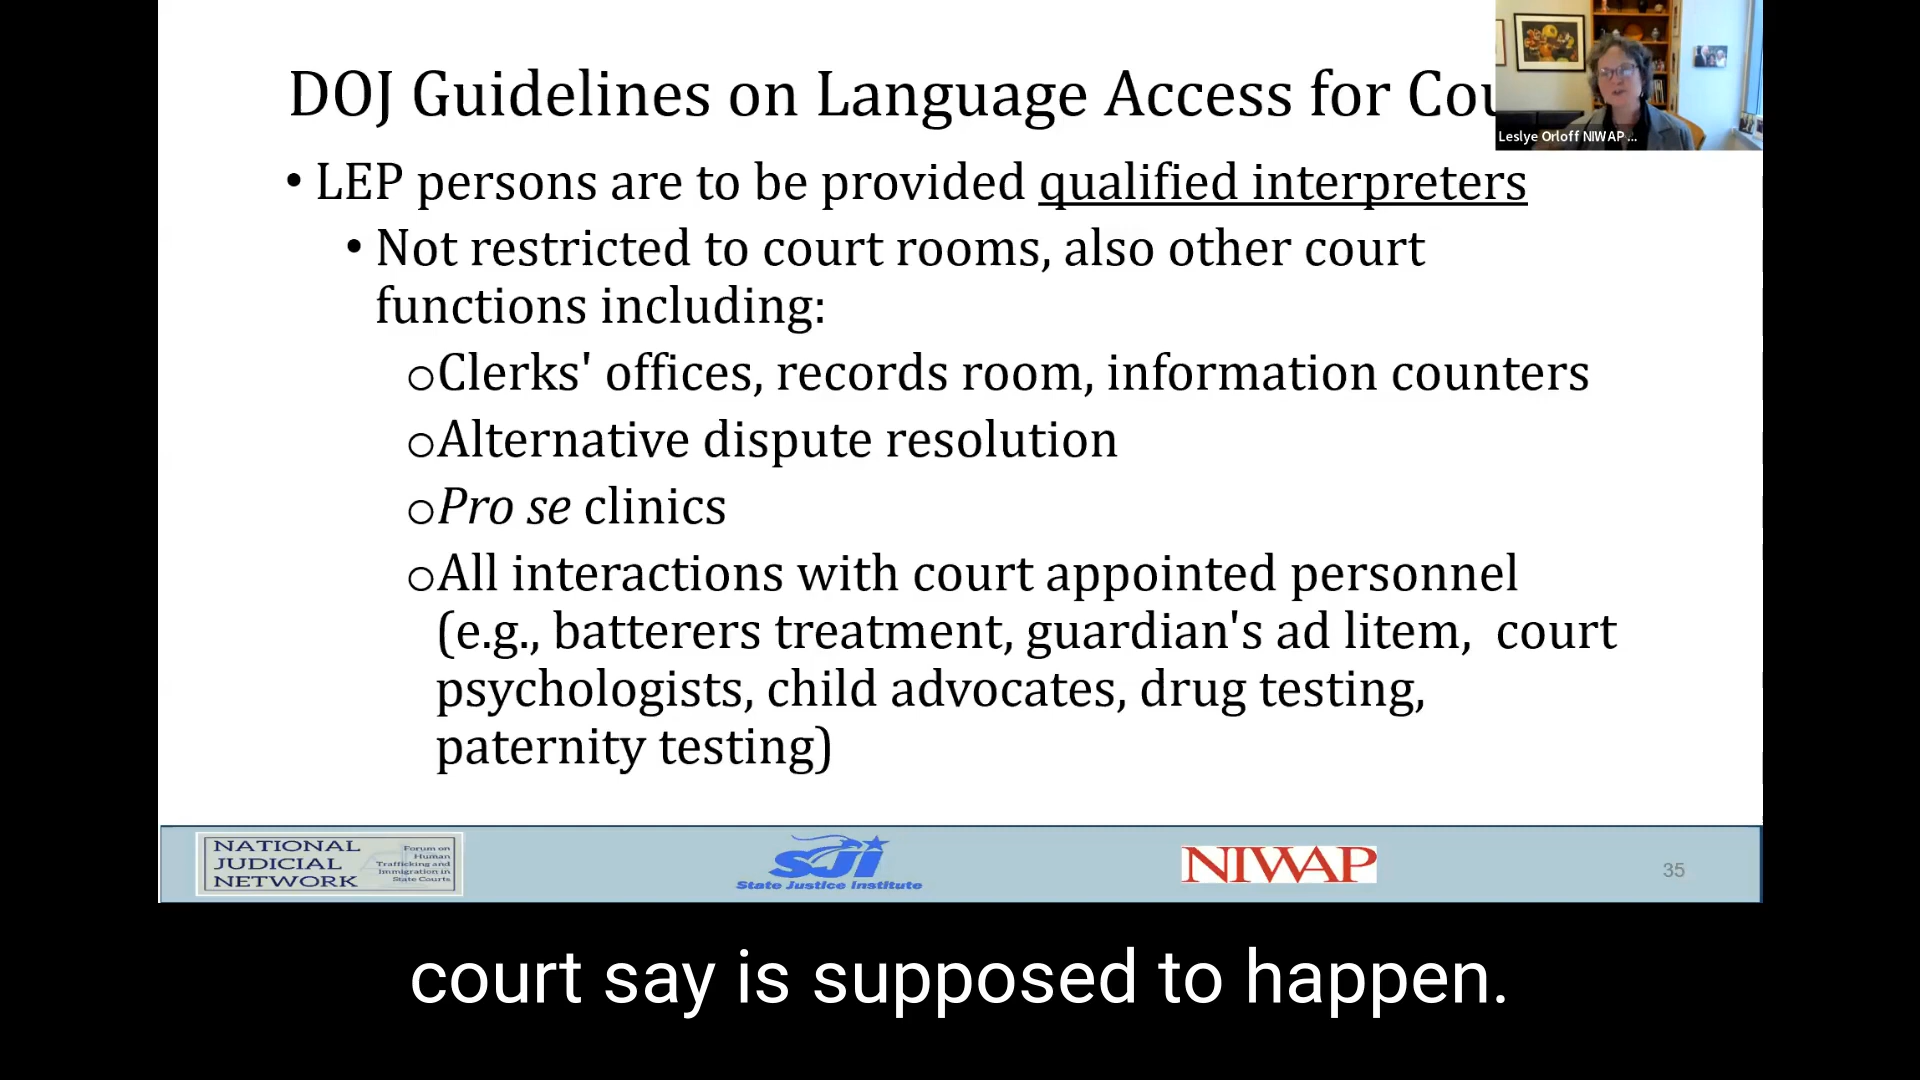 DOJ Guidelines on Language Access for Cou
Leslye Orloff NIWAP ...
• LEP persons are to be provided qualified interpreters
• Not restricted to court rooms, also other court
functions including:
oClerks' offices, records room, information counters
oAlternative dispute resolution
oPro se clinics
oAll interactions with court appointed personnel
(e.g., batterers treatment, guardian's ad litem,  court
psychologists, child advocates, drug testing,
paternity testing)
NATIONAL
JUDICIAL
NETWORK
Forum on
Human
Trafficking and
Immigration in
State Courts
SJI
State Justice Institute
NIWAP
35
court say is supposed to happen.